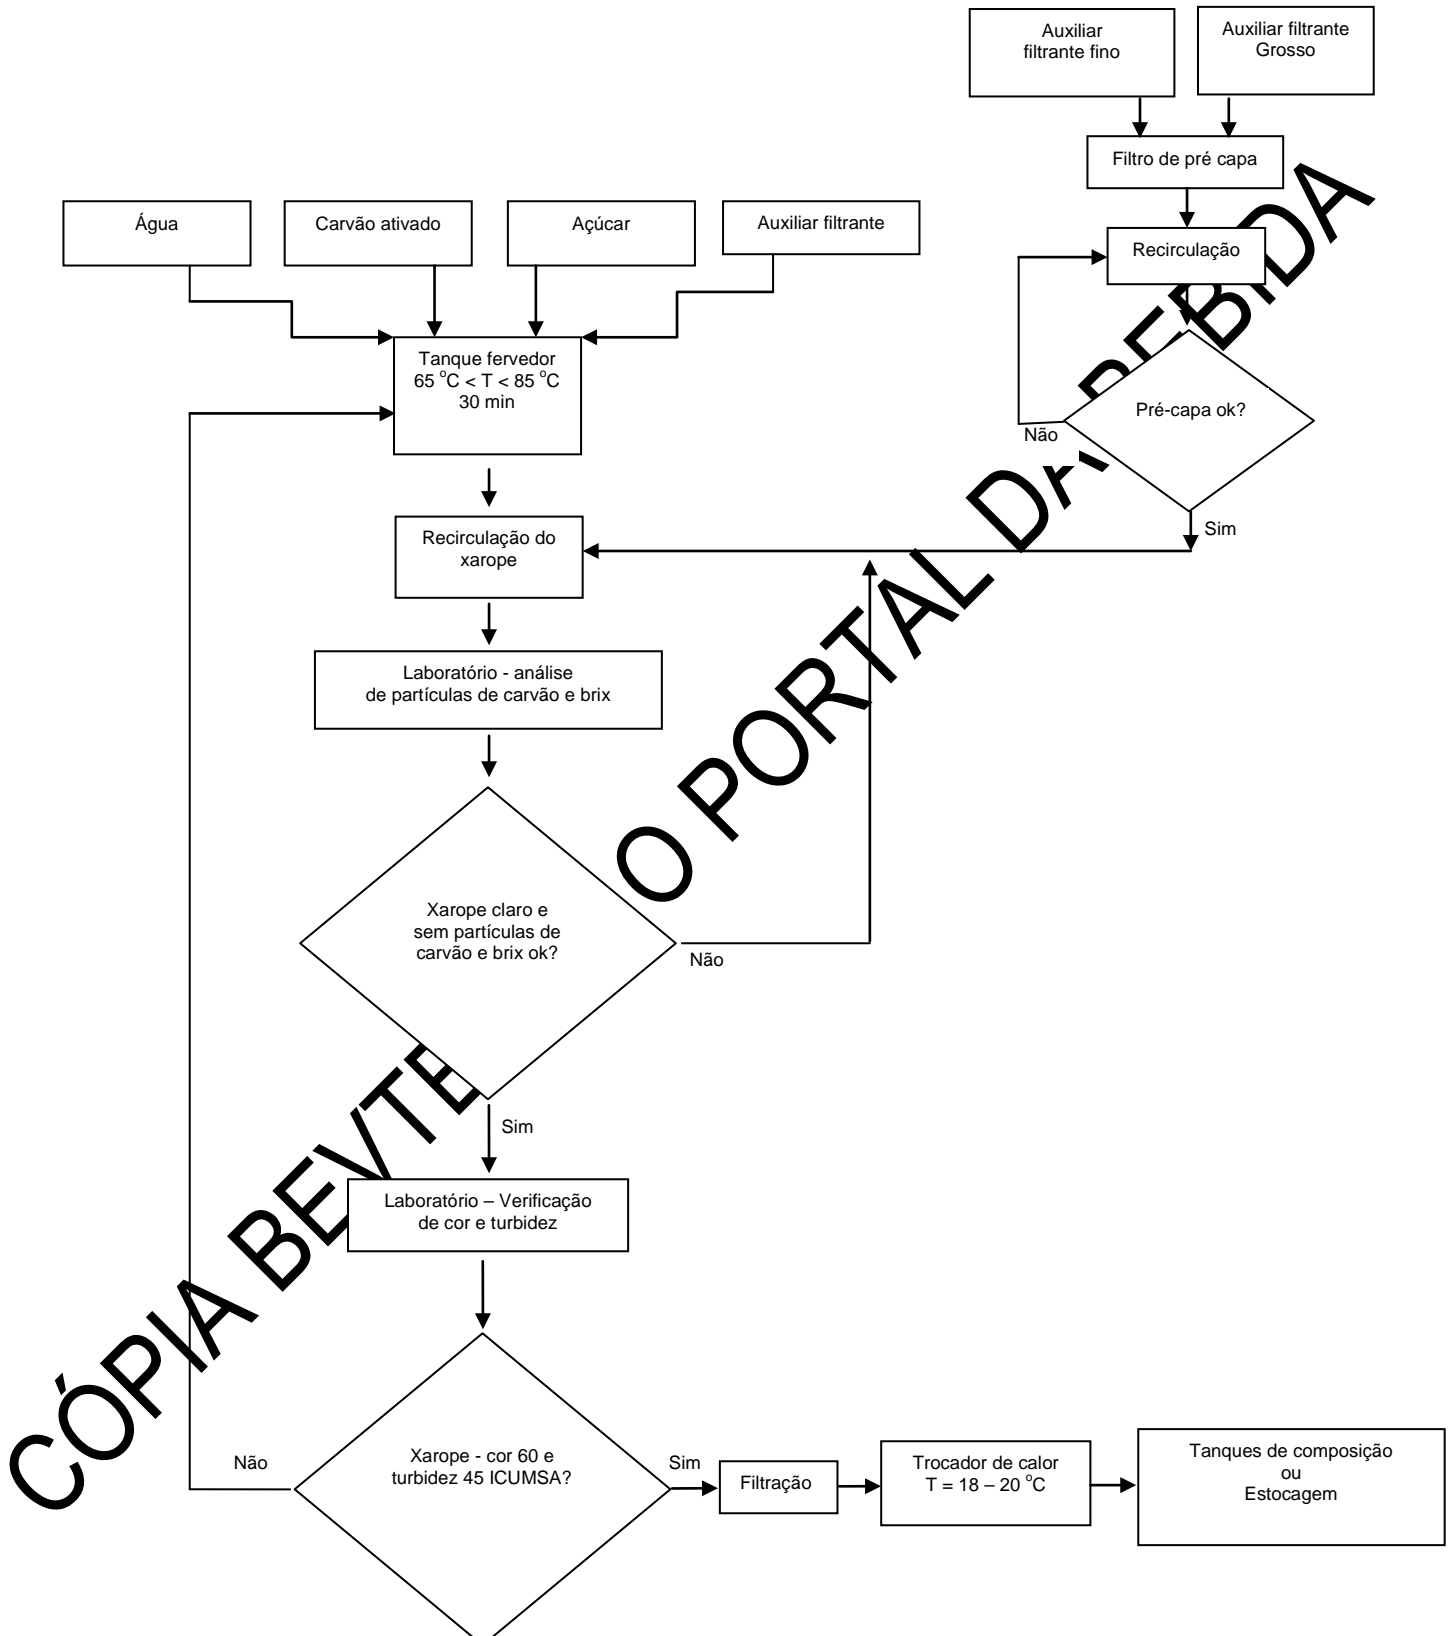 Auxiliar
filtrante fino
Auxiliar filtrante
Grosso
Filtro de pré capa
Água
Carvão ativado
Açúcar
Auxiliar filtrante
Recirculação
Tanque fervedor
65 °C < T < 85 °C
30 min
Pré-capa ok?
Não
Sim
Recirculação do
xarope
Laboratório - análise
de partículas de carvão e brix
Xarope claro e
sem partículas de
carvão e brix ok?
Não
Sim
Laboratório – Verificação
de cor e turbidez
Xarope - cor 60 e
turbidez 45 ICUMSA?
Não
Sim
Filtração
Trocador de calor
T = 18 – 20 °C
Tanques de composição
ou
Estocagem
CÓPIA O PORTAL DA